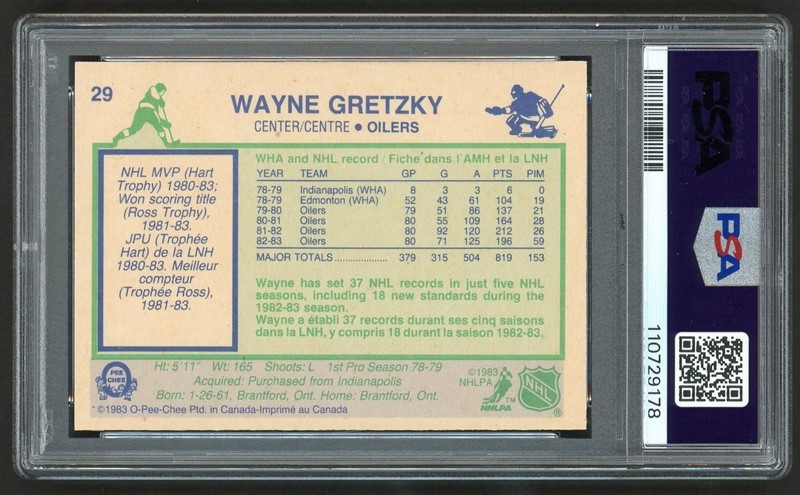 29
WAYNE GRETZKY
CENTER/CENTRE • OILERS
NHL MVP (Hart
Trophy) 1980-83;
Won scoring title
(Ross Trophy),
1981-83.
JPU (Trophée
Hart) de la LNH
1980-83. Meilleur
compteur
(Trophée Ross),
1981-83.
WHA and NHL record / Fiche dans l'AMH et la LNH
YEAR TEAM GP G A PTS PIM
78-79 Indianapolis (WHA) 8 3 3 6 0
78-79 Edmonton (WHA) 52 43 61 104 19
79-80 Oilers 79 51 86 137 21
80-81 Oilers 80 55 109 164 28
81-82 Oilers 80 92 120 212 26
82-83 Oilers 80 71 125 196 59
MAJOR TOTALS.................... 379 315 504 819 153
Wayne has set 37 NHL records in just five NHL
seasons, including 18 new standards during the
1982-83 season.
Wayne a établi 37 records durant ses cinq saisons
dans la LNH, y compris 18 durant la saison 1982-83.
O PEE CHEE
Ht: 5'11" Wt: 165 Shoots: L 1st Pro Season 78-79
Acquired: Purchased from Indianapolis
Born: 1-26-61, Brantford, Ont. Home: Brantford, Ont.
©1983 O-Pee-Chee Ptd. in Canada-Imprimé au Canada
©1983
NHLPA
NHLPA TM
NHL ®
PSA
PSA
110729178